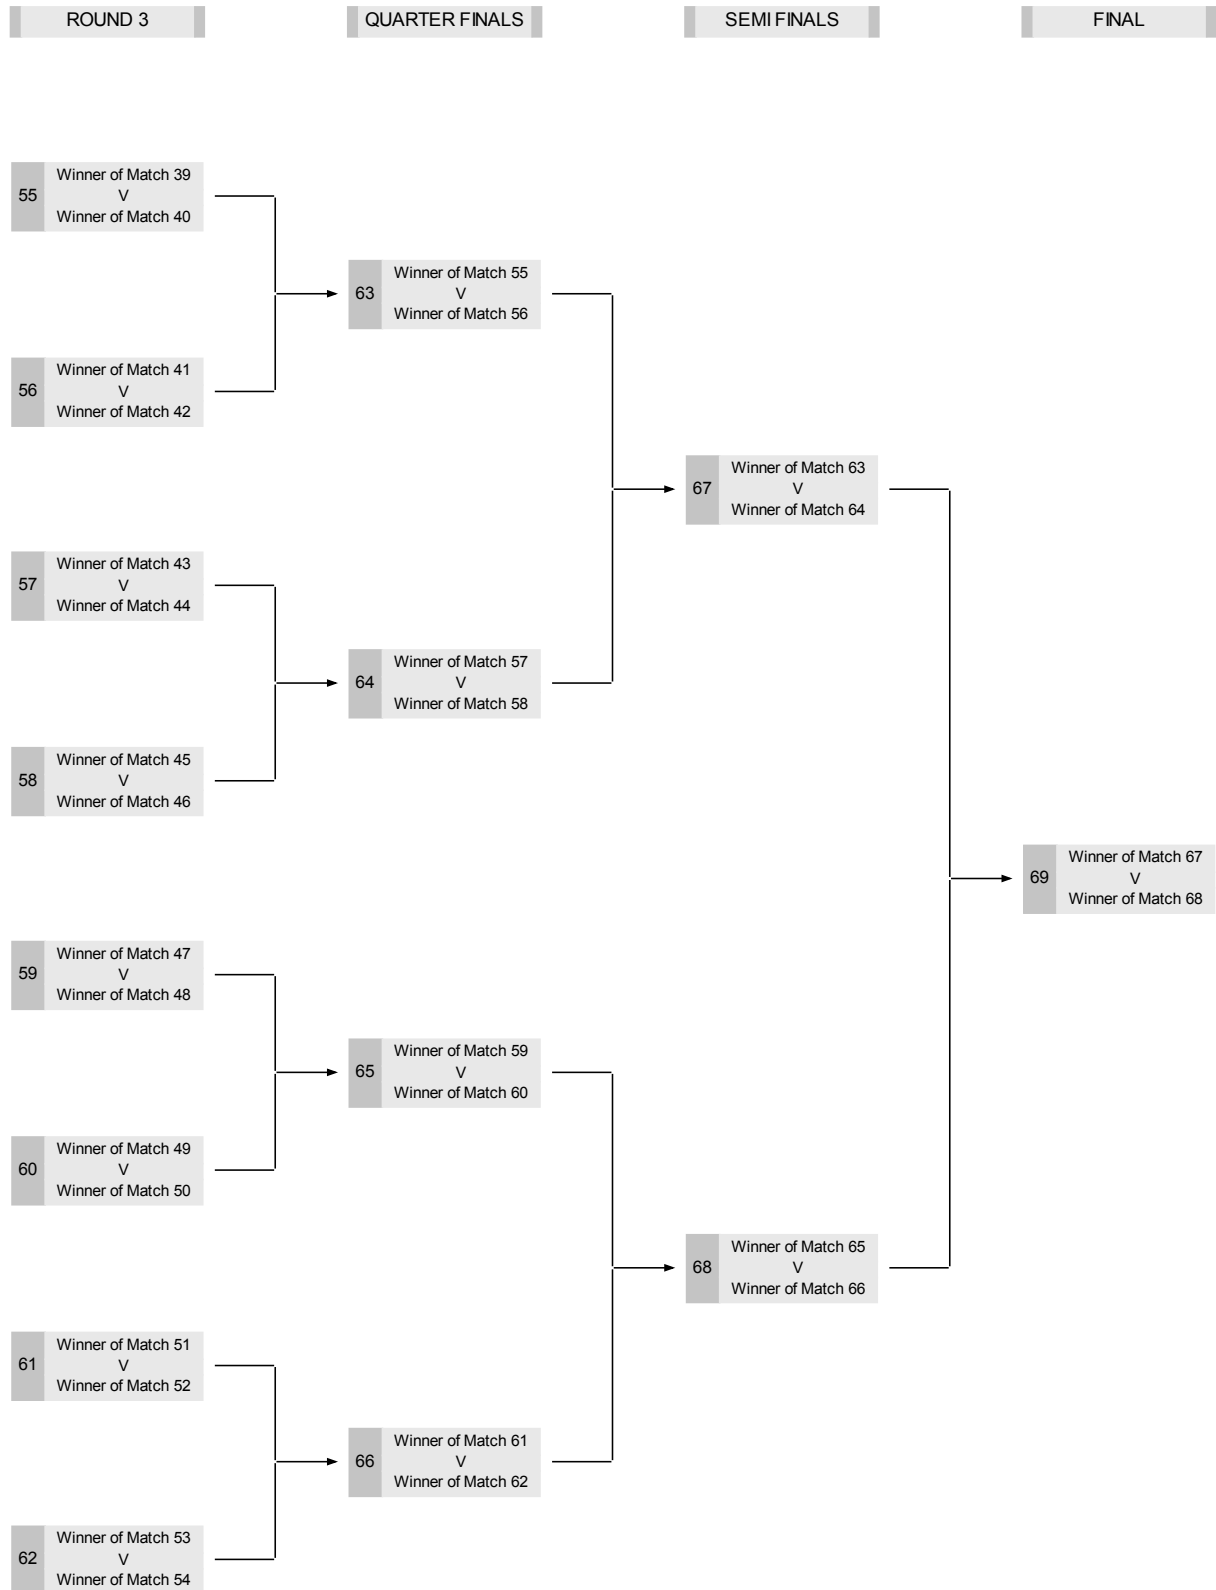 ROUND 3
QUARTER FINALS
SEMI FINALS
FINAL
55
Winner of Match 39
V
Winner of Match 40
56
Winner of Match 41
V
Winner of Match 42
57
Winner of Match 43
V
Winner of Match 44
58
Winner of Match 45
V
Winner of Match 46
59
Winner of Match 47
V
Winner of Match 48
60
Winner of Match 49
V
Winner of Match 50
61
Winner of Match 51
V
Winner of Match 52
62
Winner of Match 53
V
Winner of Match 54
63
Winner of Match 55
V
Winner of Match 56
64
Winner of Match 57
V
Winner of Match 58
65
Winner of Match 59
V
Winner of Match 60
66
Winner of Match 61
V
Winner of Match 62
67
Winner of Match 63
V
Winner of Match 64
68
Winner of Match 65
V
Winner of Match 66
69
Winner of Match 67
V
Winner of Match 68